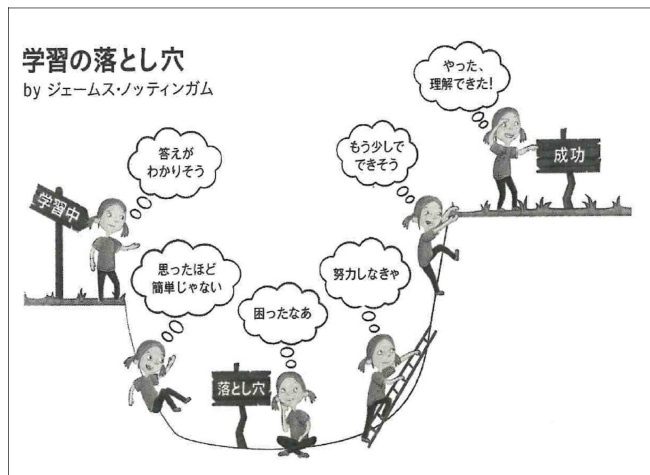 学習の落とし穴
by ジェームス・ノッティンガム
学習中
答えが
わかりそう
思ったほど
簡単じゃない
落とし穴
困ったなあ
努力しなきゃ
もう少しで
できそう
やった、
理解できた!
成功